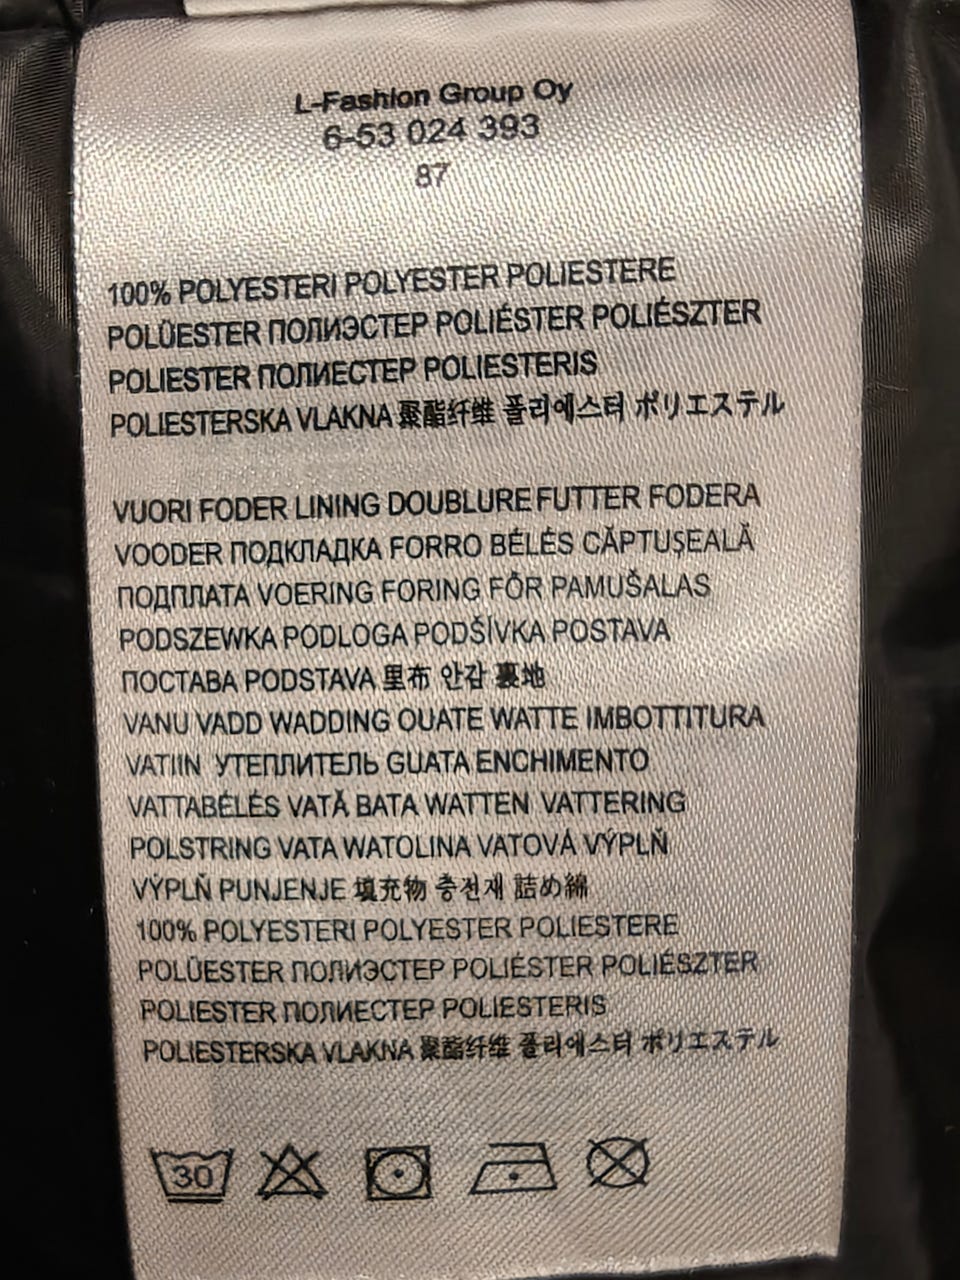 L-Fashion Group Oy
6-53 024 393
87
100% POLYESTERI POLYESTER POLIESTERE
POLÜESTER ПОЛИЭСТЕР POLIÉSTER POLIÉSZTER
POLIESTER ПОЛИЕСТЕР POLIESTERIS
POLIESTERSKA VLAKNA 聚酯纤维 폴리에스터 ポリエステル
VUORI FODER LINING DOUBLURE FUTTER FODERA
VOODER ПОДКЛАДКА FORRO BÉLÉS CĂPTUŞEALĂ
ПОДПЛАТА VOERING FORING FÔR PAMUŠALAS
PODSZEWKA PODLOGA PODŠÍVKA POSTAVA
ПОСТАВА PODSTAVA 里布 안감 裏地
VANU VADD WADDING OUATE WATTE IMBOTTITURA
VATIIN УТЕПЛИТЕЛЬ GUATA ENCHIMENTO
VATTABÉLÉS VATĂ ВАТА WATTEN VATTERING
POLSTRING VATA WATOLINA VATOVÁ VÝPLŇ
VÝPLŇ PUNJENJE 填充物 충전재 詰め綿
100% POLYESTERI POLYESTER POLIESTERE
POLÜESTER ПОЛИЭСТЕР POLIÉSTER POLIÉSZTER
POLIESTER ПОЛИЕСТЕР POLIESTERIS
POLIESTERSKA VLAKNA 聚酯纤维 폴리에스터 ポリエステル
30